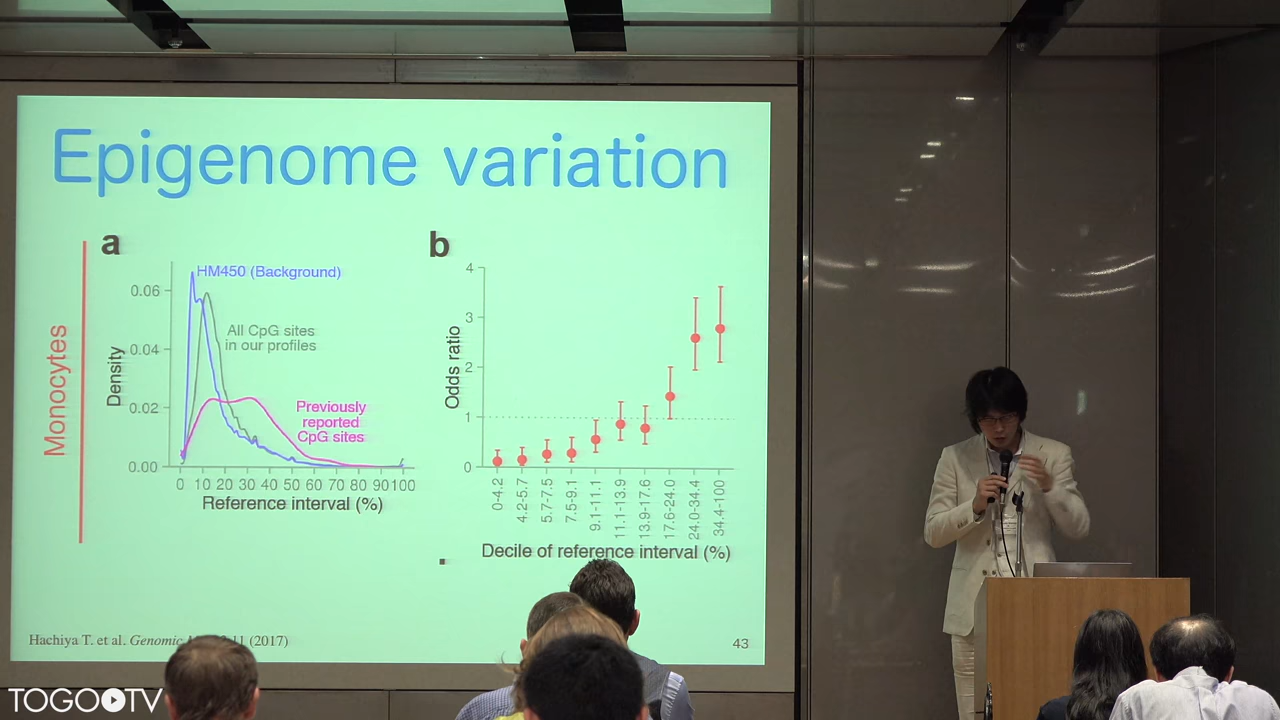 Epigenome variation
Monocytes
a
Density
0.06
0.04
0.02
0.00
HM450 (Background)
All CpG sites
in our profiles
Previously
reported
CpG sites
0 10 20 30 40 50 60 70 80 90 100
Reference interval (%)
b
Odds ratio
4
3
2
1
0
0-4.2
4.2-5.7
5.7-7.5
7.5-9.1
9.1-11.1
11.1-13.9
13.9-17.6
17.6-24.0
24.0-34.4
34.4-100
Decile of reference interval (%)
Hachiya T. et al. Genomic (2017)
43
TOGO TV